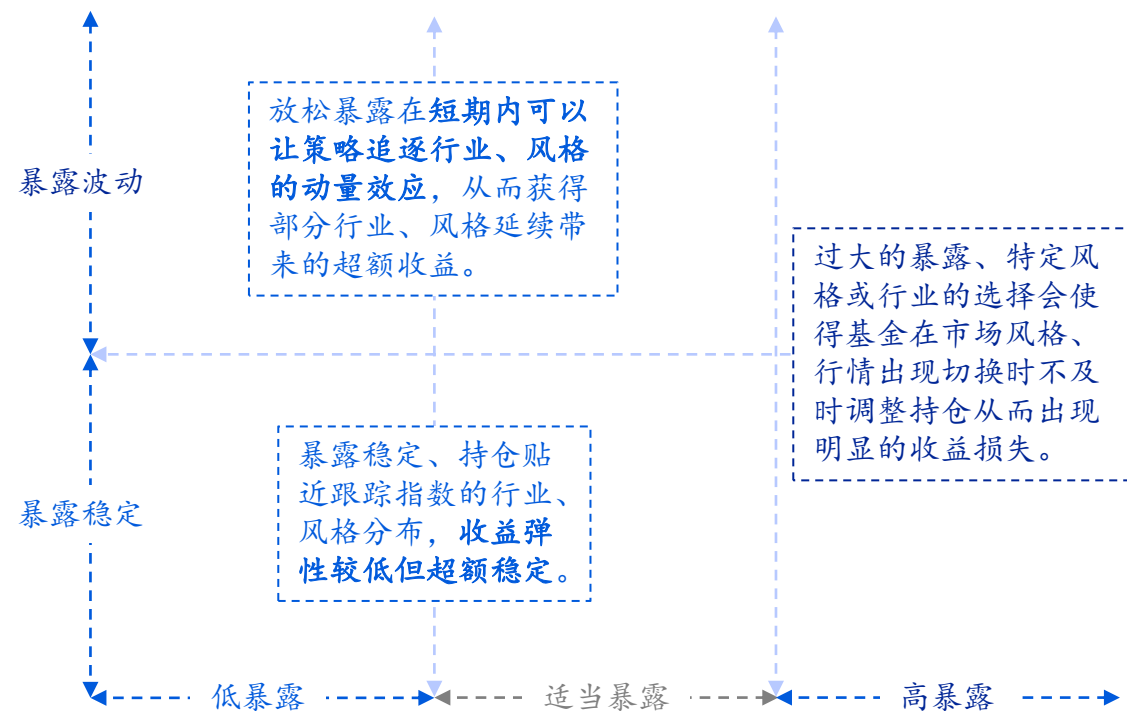 放松暴露在短期内可以
让策略追逐行业、风格
的动量效应，从而获得
部分行业、风格延续带
来的超额收益。
暴露波动
过大的暴露、特定风
格或行业的选择会使
得基金在市场风格、
行情出现切换时不及
时调整持仓从而出现
明显的收益损失。
暴露稳定、持仓贴
近跟踪指数的行业、
风格分布，收益弹
性较低但超额稳定。
暴露稳定
低暴露
适当暴露
高暴露